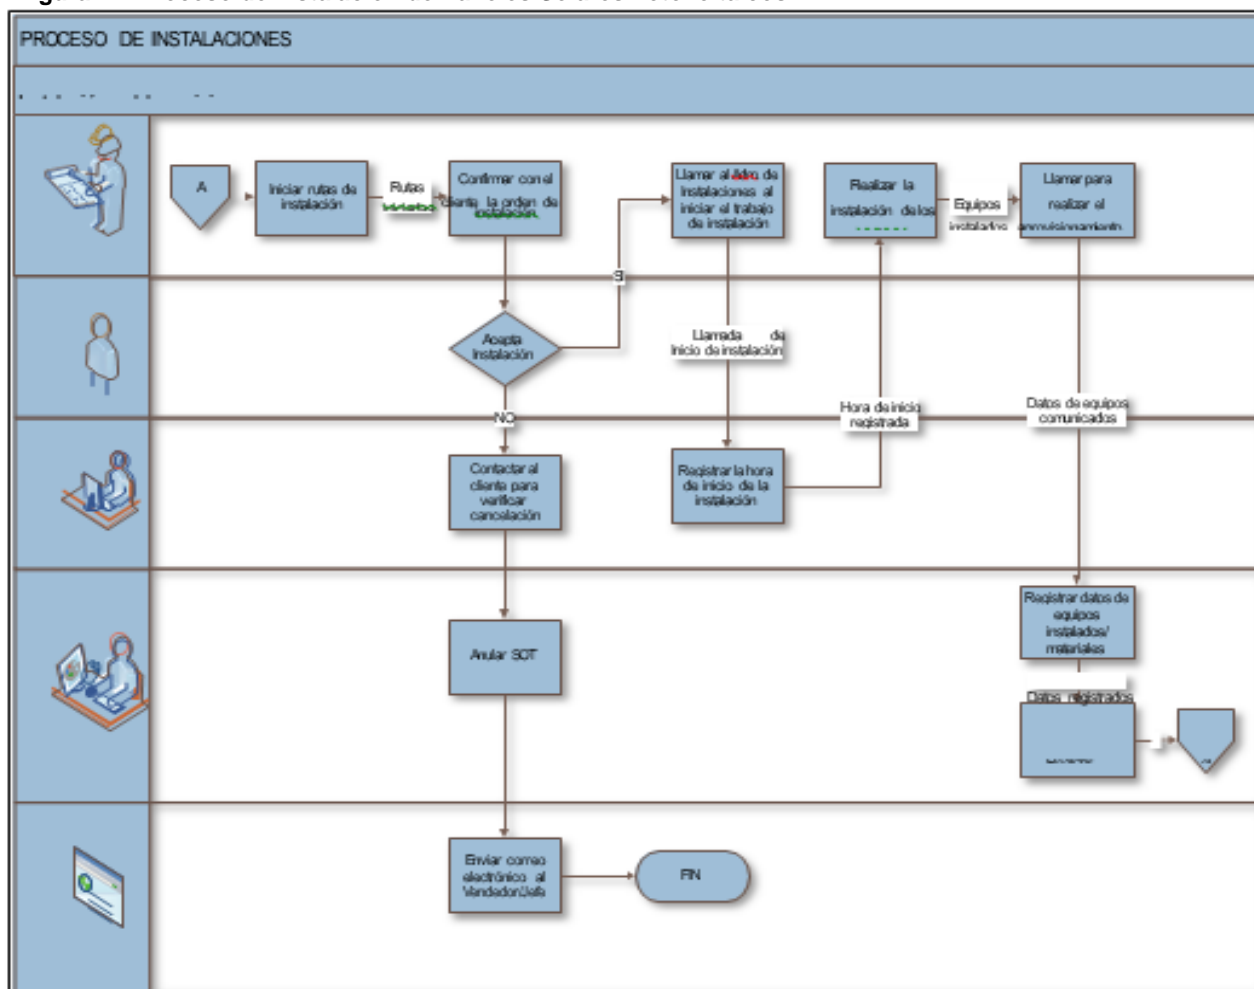 PROCESO DE INSTALACIONES
A
Iniciar rutas de
instalación
Rutas
Confirmar con el
cliente la orden de
instalación
Llamar al de
Instalaciones al
iniciar el trabajo
de instalación
Realizar la
instalación de los
Equipos
instalados
Llamar para
realizar el
aprovisionamiento
SI
Acepta
Instalación
Llamada de
Inicio de instalación
NO
Hora de inicio
registrada
Datos de equipos
comunicados
Contactar al
cliente para
verificar
cancelación
Registrar la hora
de inicio de la
instalación
Anular SOT
Registrar datos de
equipos
instalados/
materiales
Datos registrados
Enviar correo
electrónico al
Vendedor/Jefe
FIN